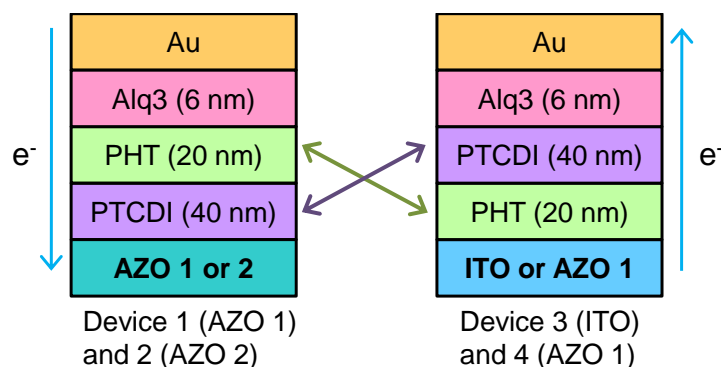 Au
Alq3 (6 nm)
PHT (20 nm)
PTCDI (40 nm)
AZO 1 or 2
e-
Device 1 (AZO 1)
and 2 (AZO 2)
Au
Alq3 (6 nm)
PTCDI (40 nm)
PHT (20 nm)
ITO or AZO 1
e-
Device 3 (ITO)
and 4 (AZO 1)